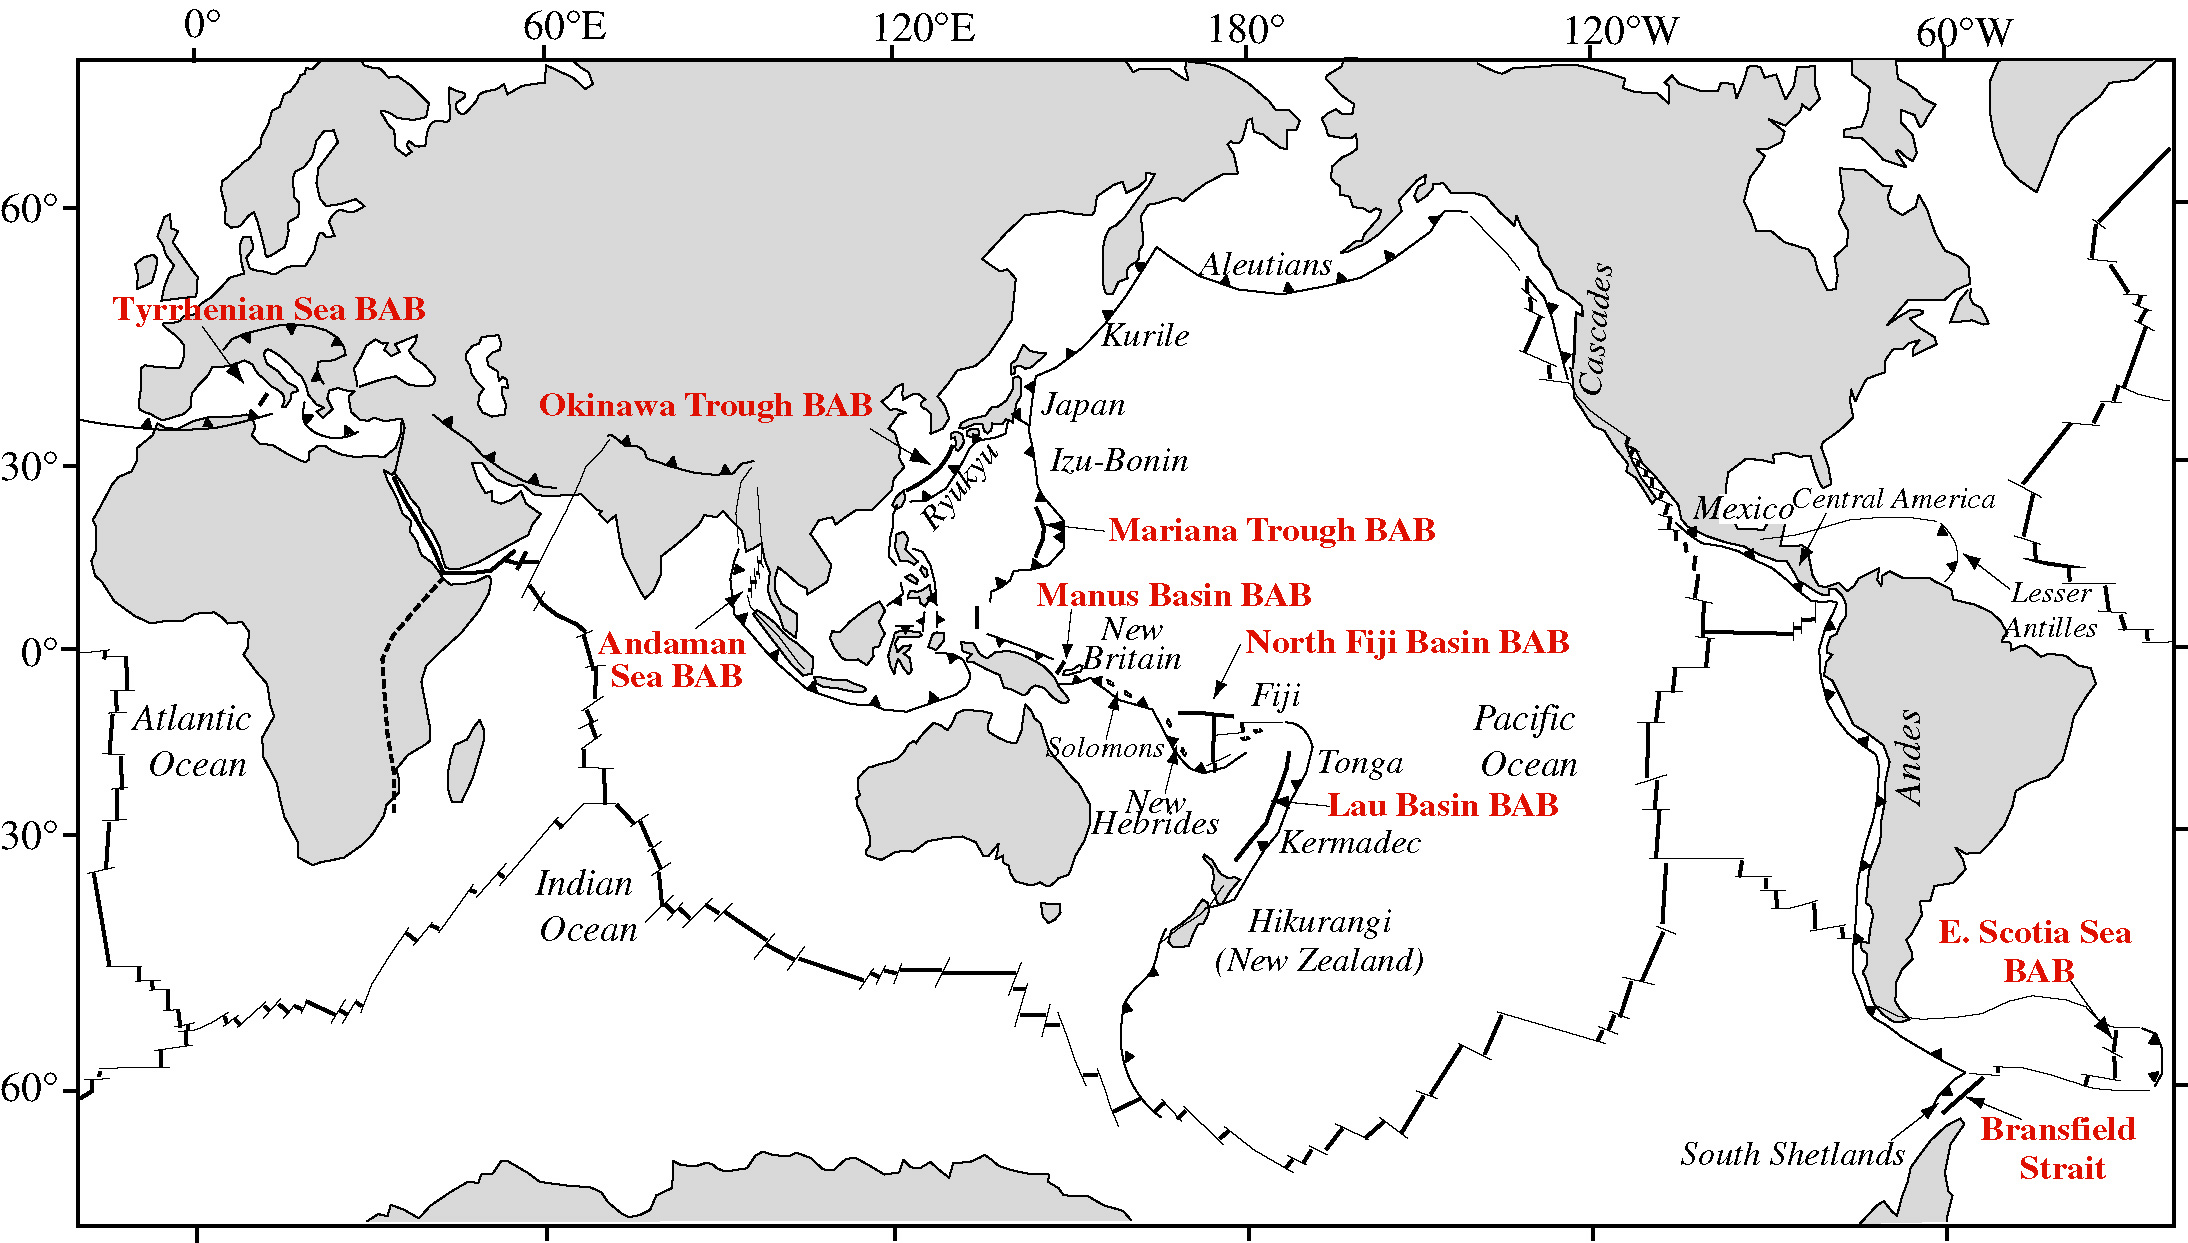 0°
60°E
120°E
180°
120°W
60°W
60°
30°
0°
30°
60°
Aleutians
Cascades
Tyrrhenian Sea BAB
Kurile
Okinawa Trough BAB
Japan
Izu-Bonin
Ryukyu
Mexico
Central America
Mariana Trough BAB
Manus Basin BAB
Lesser
Antilles
New
Britain
North Fiji Basin BAB
Andaman
Sea BAB
Fiji
Atlantic
Ocean
Pacific
Ocean
Solomons
Tonga
Andes
New
Hebrides
Lau Basin BAB
Kermadec
Indian
Ocean
Hikurangi
(New Zealand)
E. Scotia Sea
BAB
Bransfield
Strait
South Shetlands